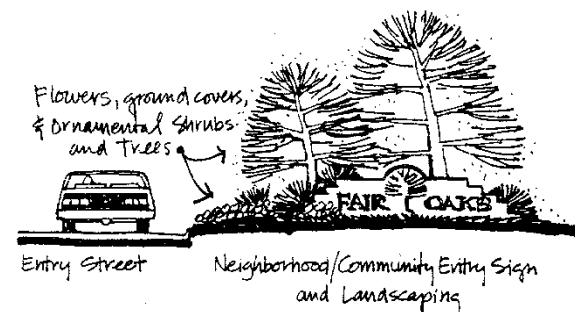 Flowers, ground covers,
& Ornamental Shrubs
and Trees
FAIR OAKS
Entry Street
Neighborhood/Community Entry Sign
and Landscaping